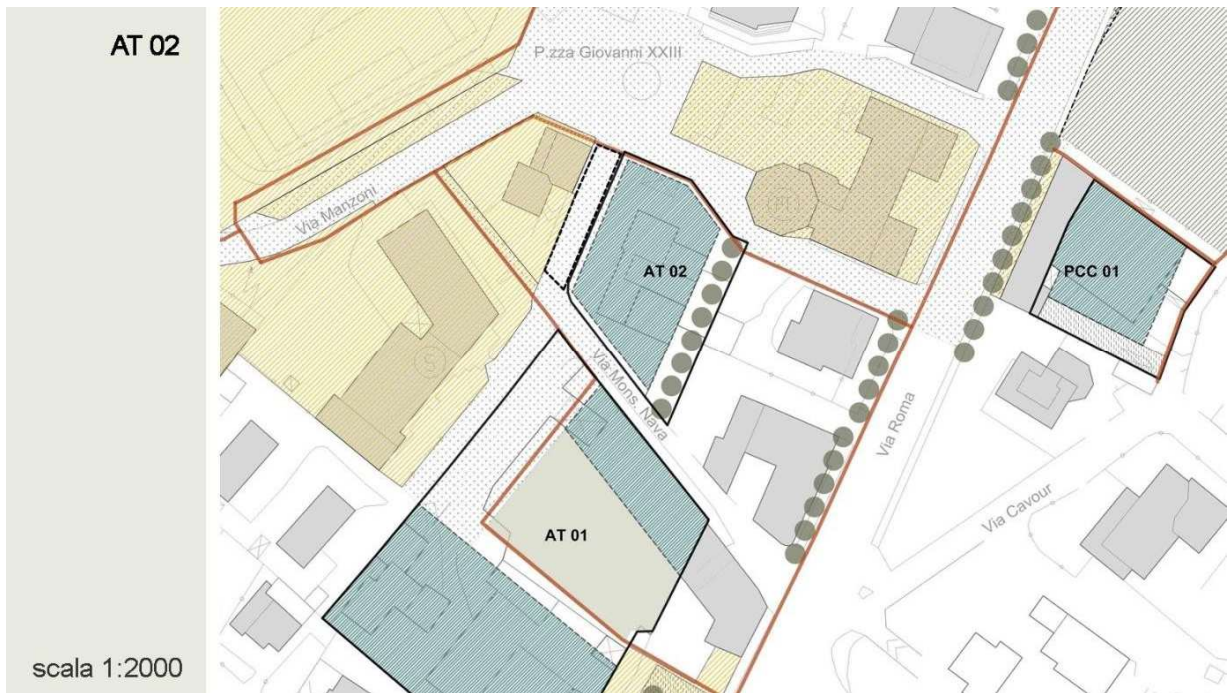 AT 02
scala 1:2000
P.zza Giovanni XXIII
Via Manzoni
AT 02
PCC 01
S
Via Mons. Nava
Via Roma
Via Cavour
AT 01